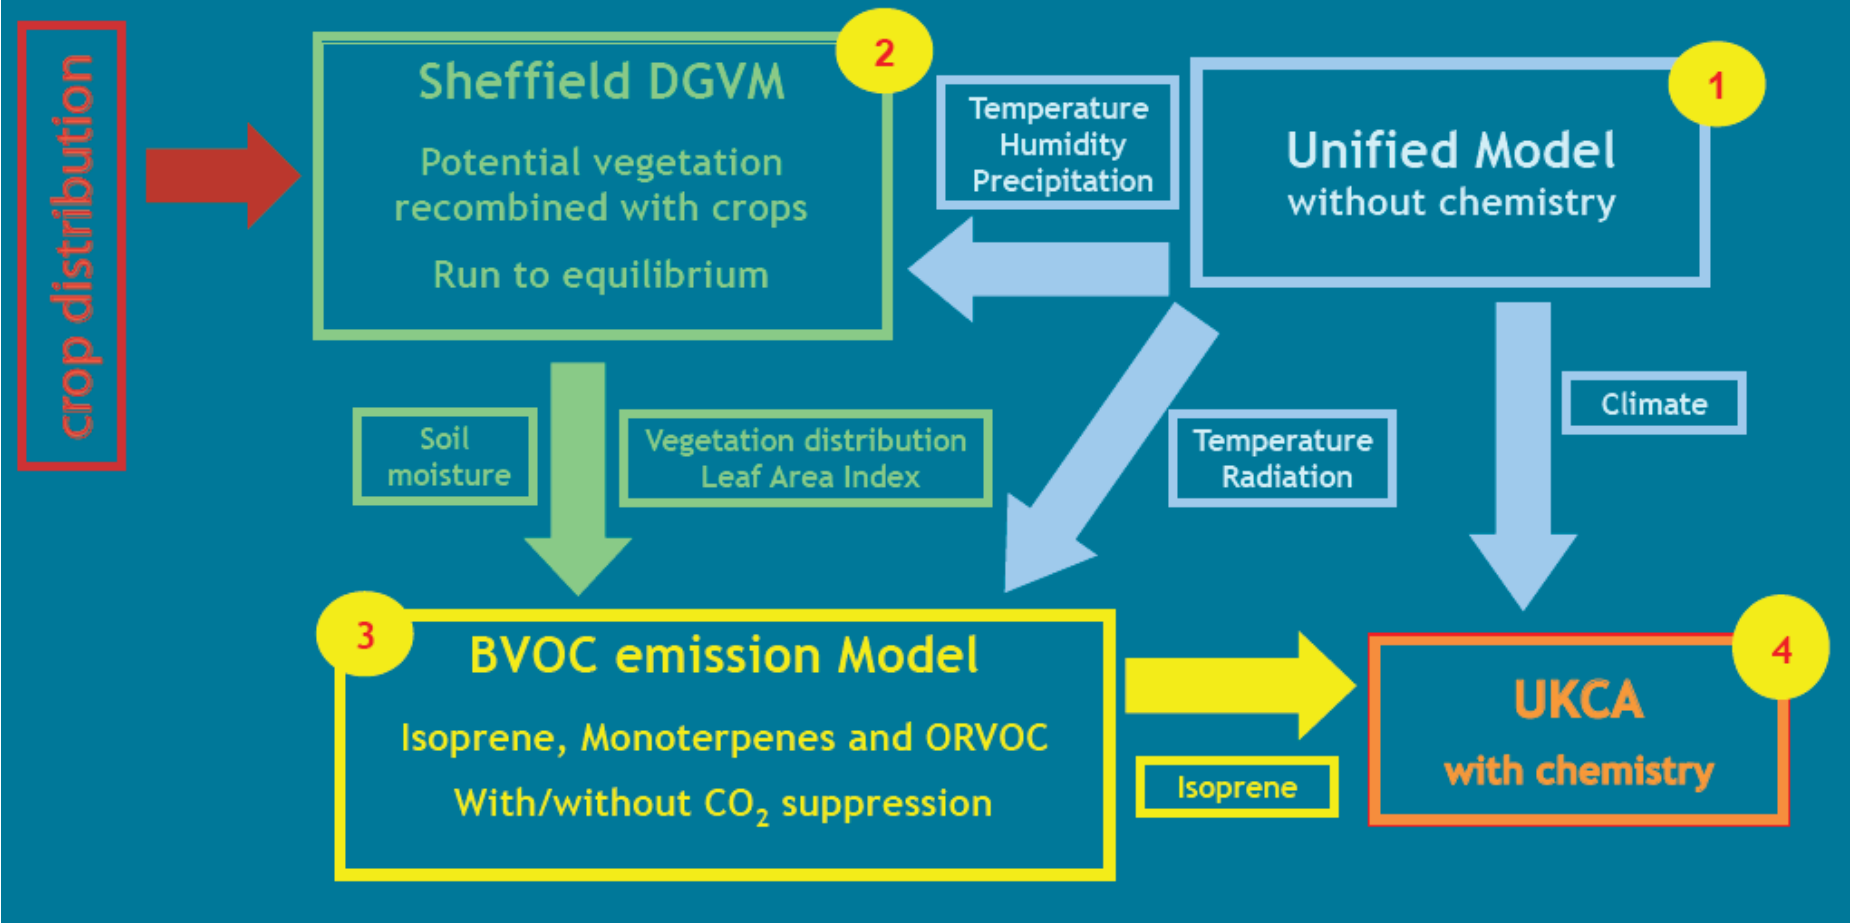 crop distribution
2
Sheffield DGVM
Potential vegetation
recombined with crops
Run to equilibrium
Temperature
Humidity
Precipitation
1
Unified Model
without chemistry
Soil
moisture
Vegetation distribution
Leaf Area Index
Temperature
Radiation
Climate
3
BVOC emission Model
Isoprene, Monoterpenes and ORVOC
With/without CO₂ suppression
Isoprene
4
UKCA
with chemistry